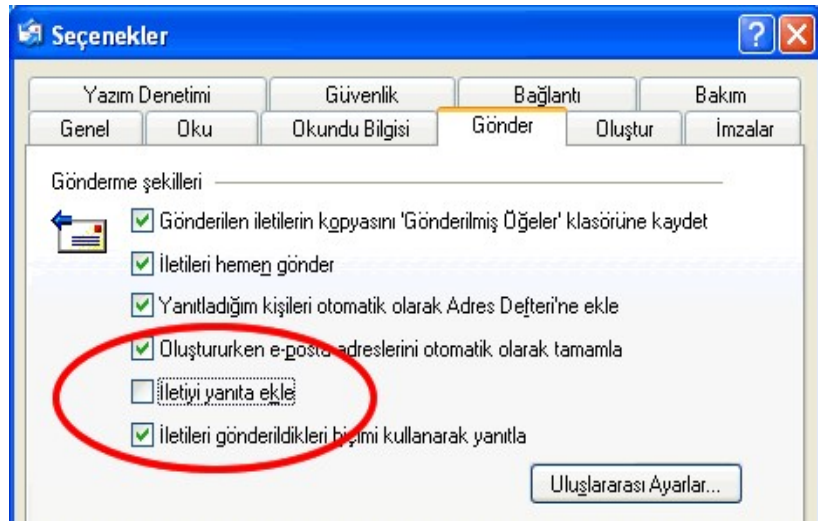 Seçenekler
Yazım Denetimi Güvenlik Bağlantı Bakım
Genel Oku Okundu Bilgisi Gönder Oluştur İmzalar
Gönderme şekilleri
Gönderilen iletilerin kopyasını 'Gönderilmiş Öğeler' klasörüne kaydet
İletileri hemen gönder
Yanıtladığım kişileri otomatik olarak Adres Defteri'ne ekle
Oluştururken e-posta adreslerini otomatik olarak tamamla
İletiyi yanıta ekle
İletileri gönderildikleri biçimi kullanarak yanıtla
Uluslararası Ayarlar...